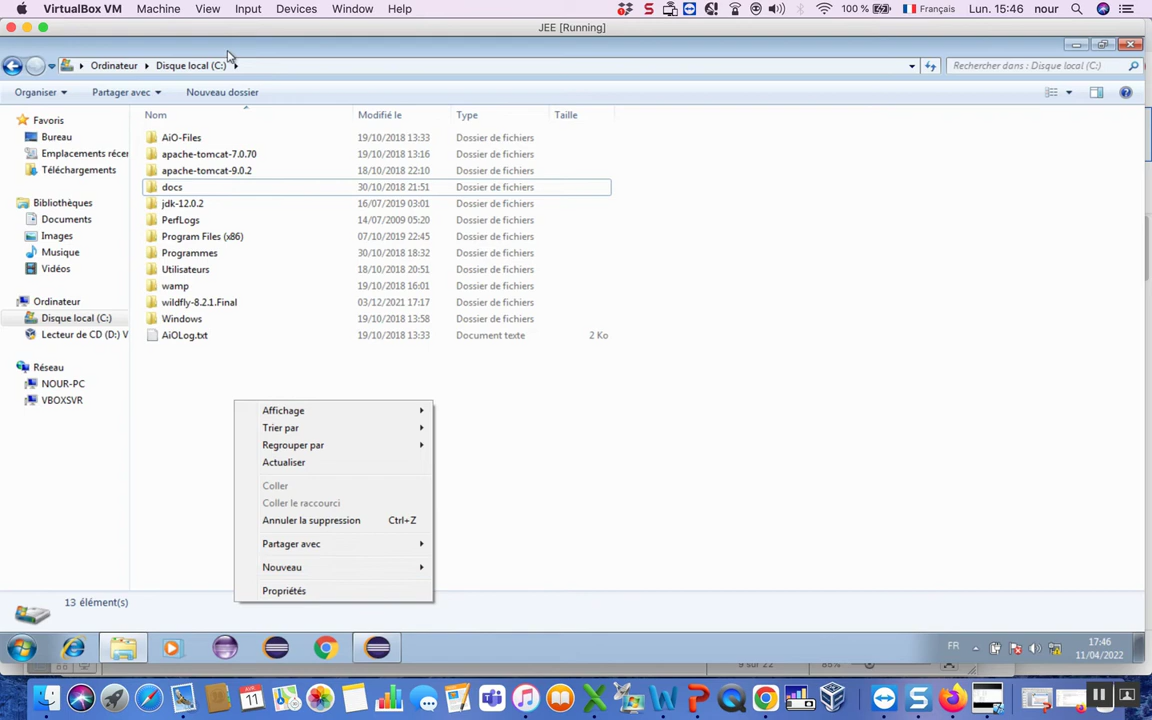 VirtualBox VM Machine View Input Devices Window Help 100 % Français Lun. 15:46 nour
JEE [Running]
Ordinateur Disque local (C:) Rechercher dans : Disque local (C:)
Organiser Partager avec Nouveau dossier
Nom Modifié le Type Taille
Favoris
Bureau
Emplacements récen
Téléchargements
Bibliothèques
Documents
Images
Musique
Vidéos
Ordinateur
Disque local (C:)
Lecteur de CD (D:) V
Réseau
NOUR-PC
VBOXSVR
AiO-Files 19/10/2018 13:33 Dossier de fichiers
apache-tomcat-7.0.70 19/10/2018 13:16 Dossier de fichiers
apache-tomcat-9.0.2 18/10/2018 22:10 Dossier de fichiers
docs 30/10/2018 21:51 Dossier de fichiers
jdk-12.0.2 16/07/2019 03:01 Dossier de fichiers
PerfLogs 14/07/2009 05:20 Dossier de fichiers
Program Files (x86) 07/10/2019 22:45 Dossier de fichiers
Programmes 30/10/2018 18:32 Dossier de fichiers
Utilisateurs 18/10/2018 20:51 Dossier de fichiers
wamp 19/10/2018 16:01 Dossier de fichiers
wildfly-8.2.1.Final 03/12/2021 17:17 Dossier de fichiers
Windows 19/10/2018 13:58 Dossier de fichiers
AiOLog.txt 19/10/2018 13:33 Document texte 2 Ko
Affichage
Trier par
Regrouper par
Actualiser
Coller
Coller le raccourci
Annuler la suppression Ctrl+Z
Partager avec
Nouveau
Propriétés
13 élément(s)
FR 17:46
11/04/2022
9 sur 22 85%
AVR.
11